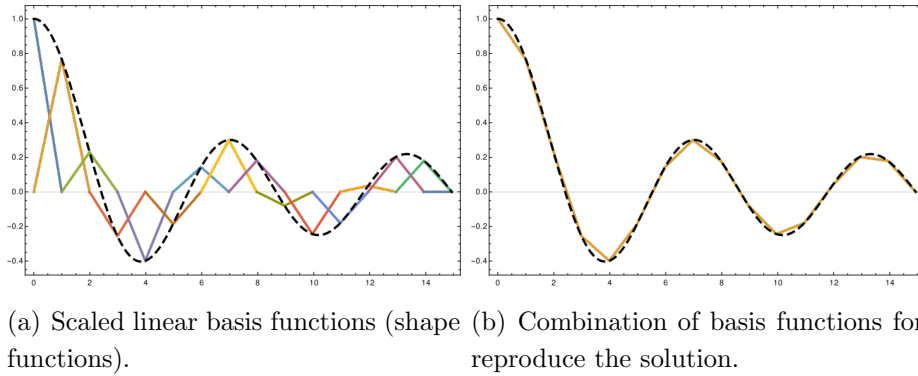 1.0
0.8
0.6
0.4
0.2
0.0
-0.2
-0.4
0 2 4 6 8 10 12 14
1.0
0.8
0.6
0.4
0.2
0.0
-0.2
-0.4
0 2 4 6 8 10 12 14
(a) Scaled linear basis functions (shape
functions).
(b) Combination of basis functions for
reproduce the solution.